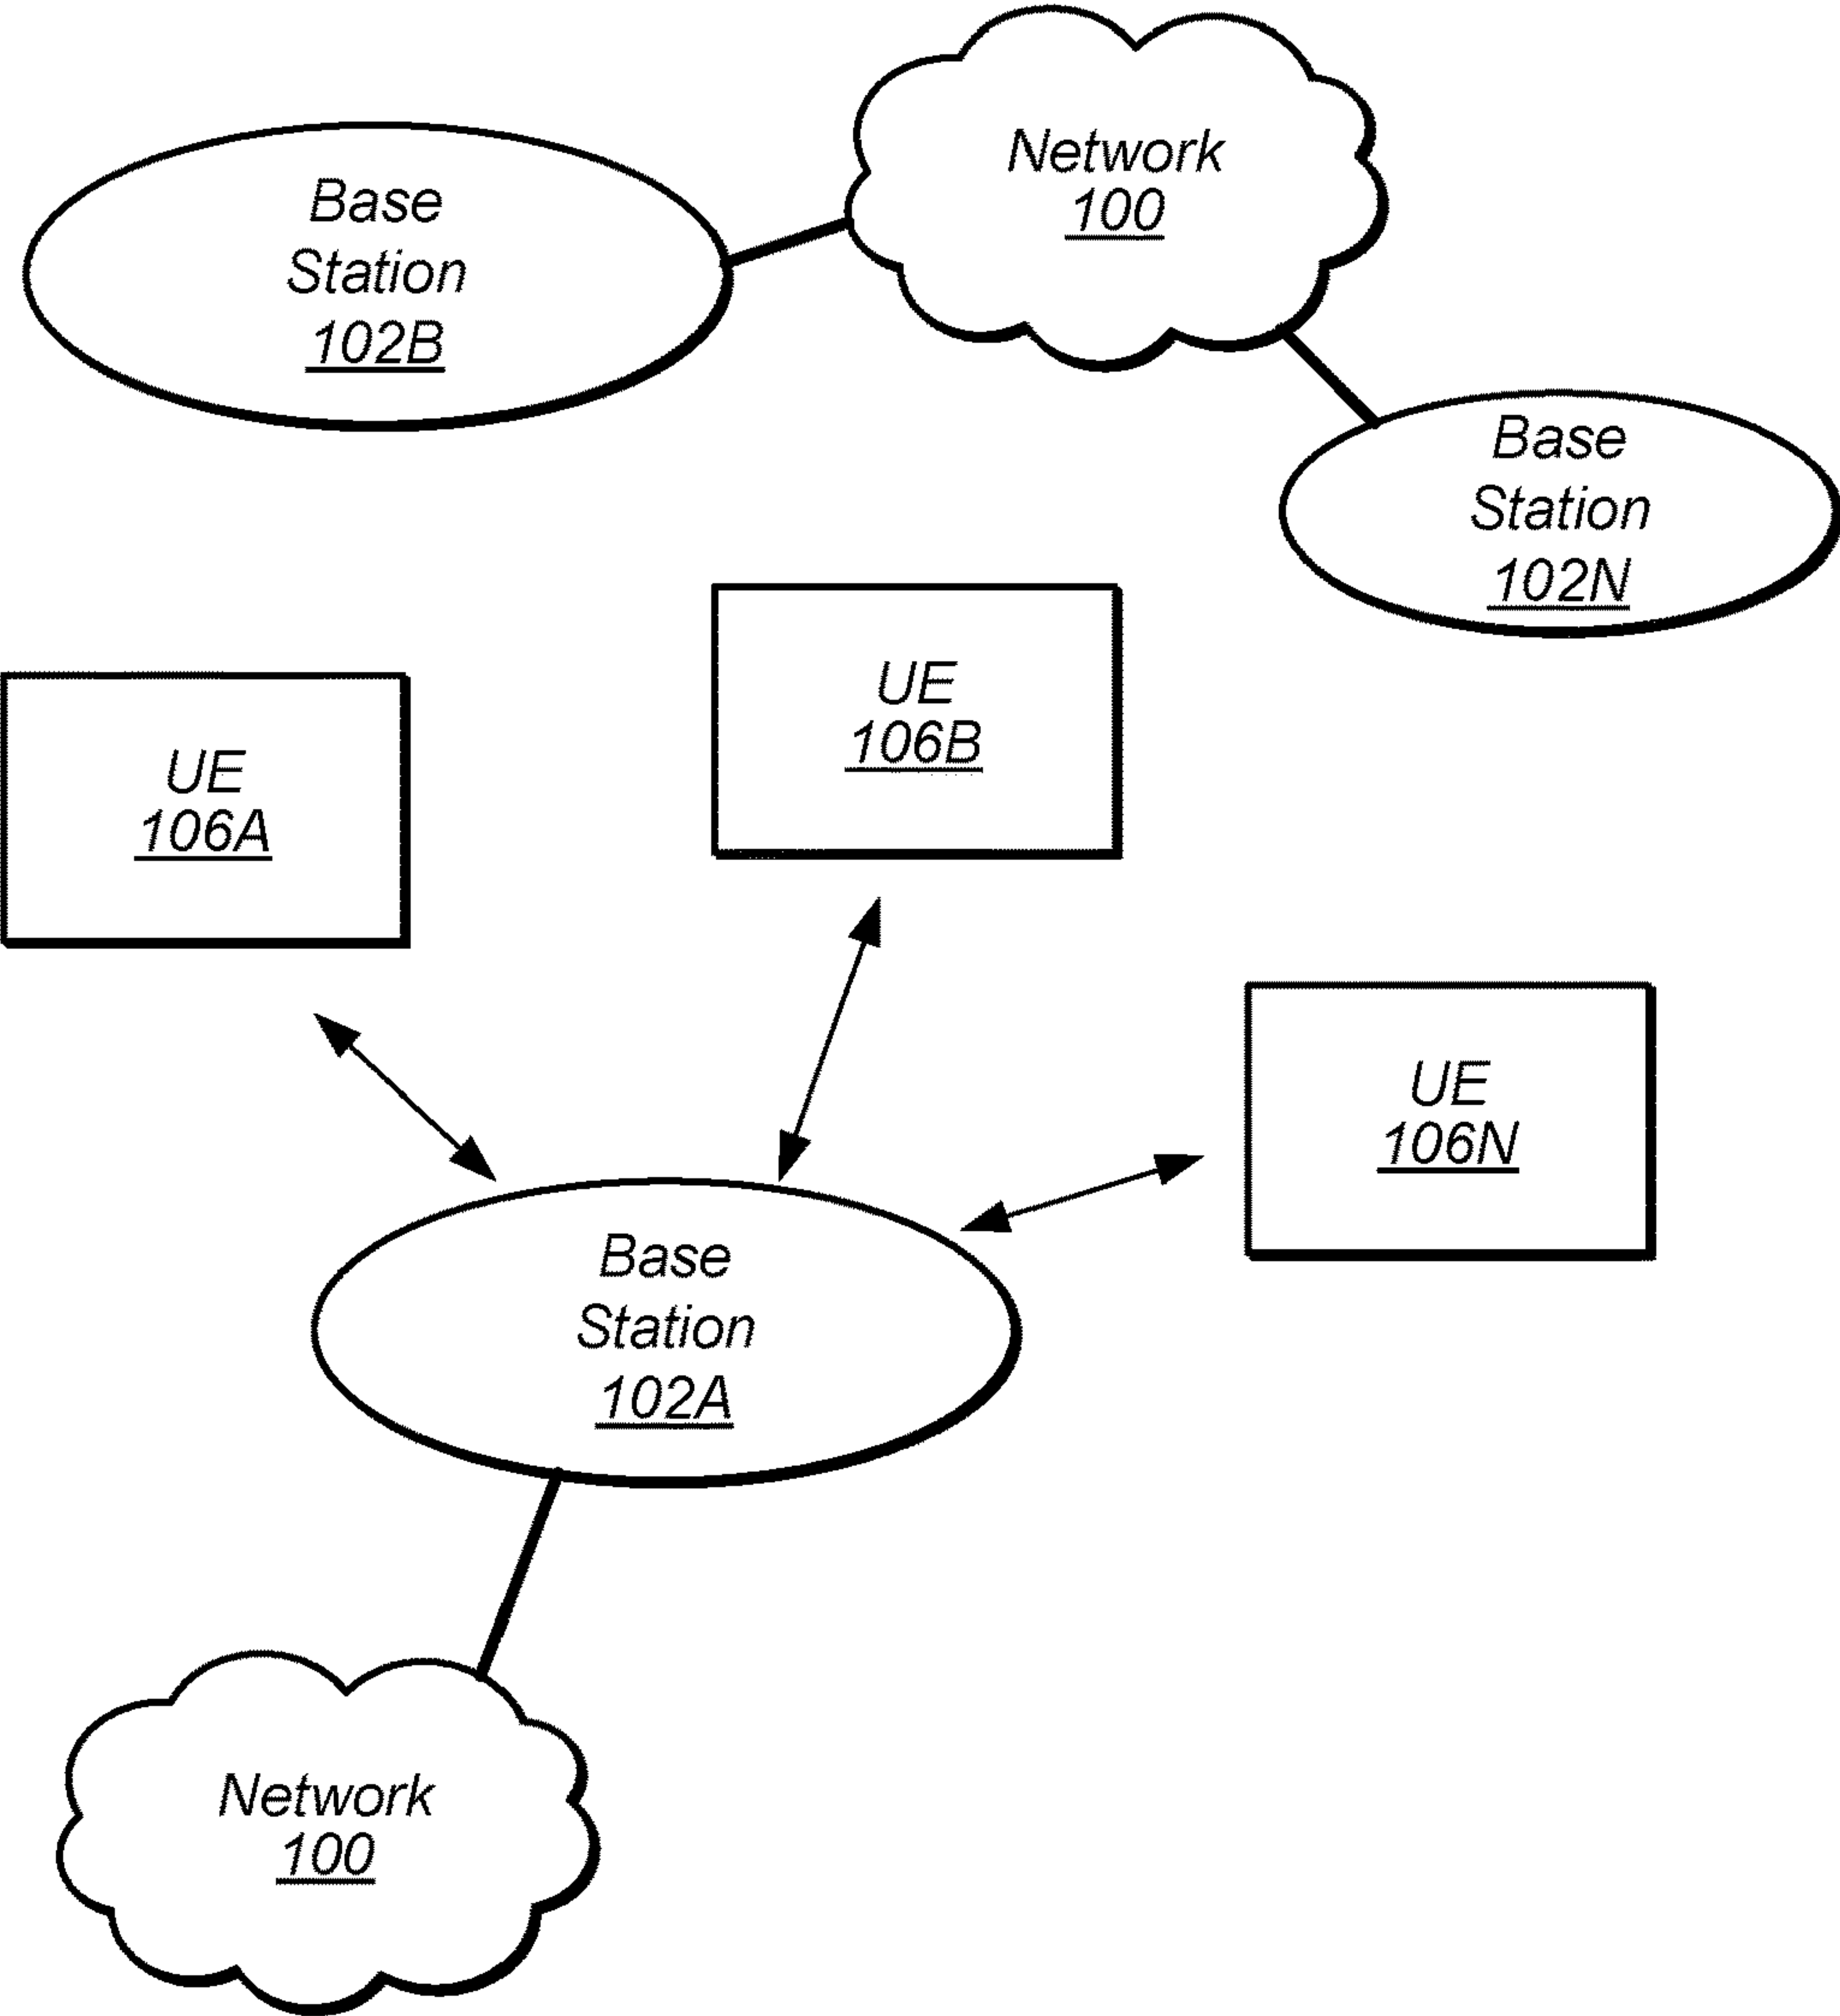 Network
100
Base
Station
102B
Base
Station
102N
UE
106B
UE
106A
UE
106N
Base
Station
102A
Network
100